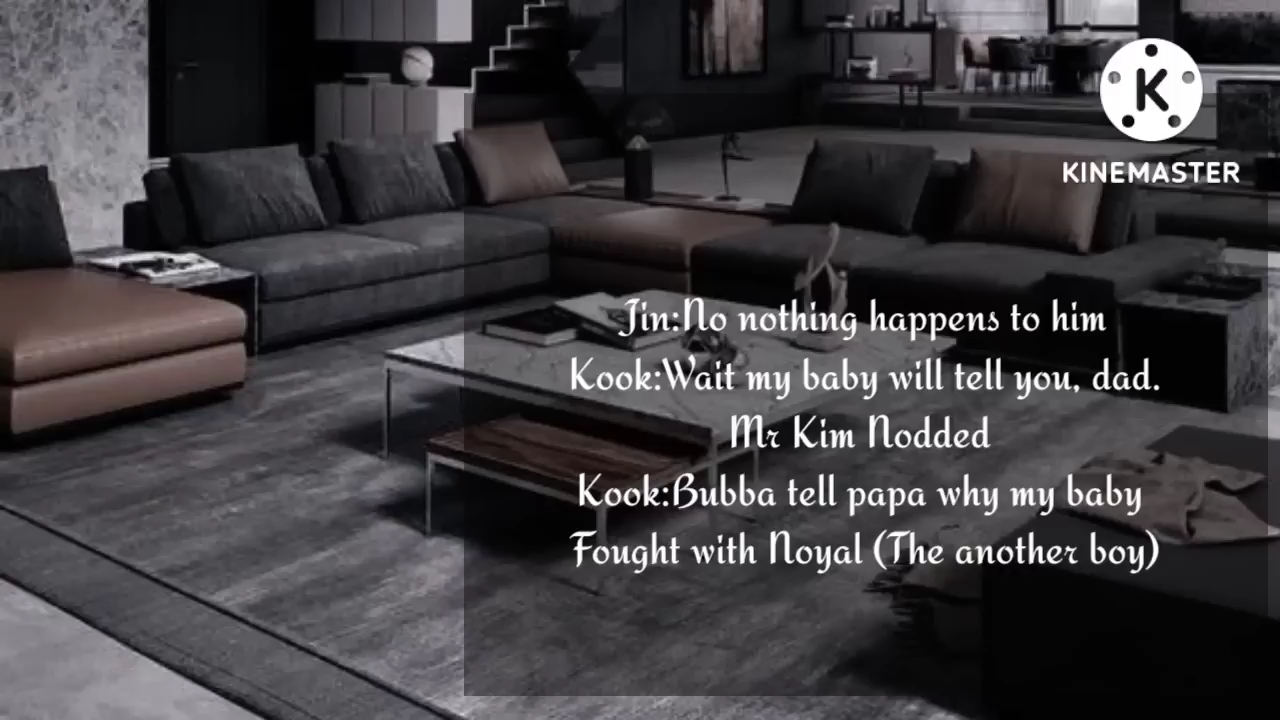 K
KINEMASTER
Jin:No nothing happens to him
Kook:Wait my baby will tell you, dad.
Mr Kim Nodded
Kook:Bubba tell papa why my baby
Fought with Noyal (The another boy)